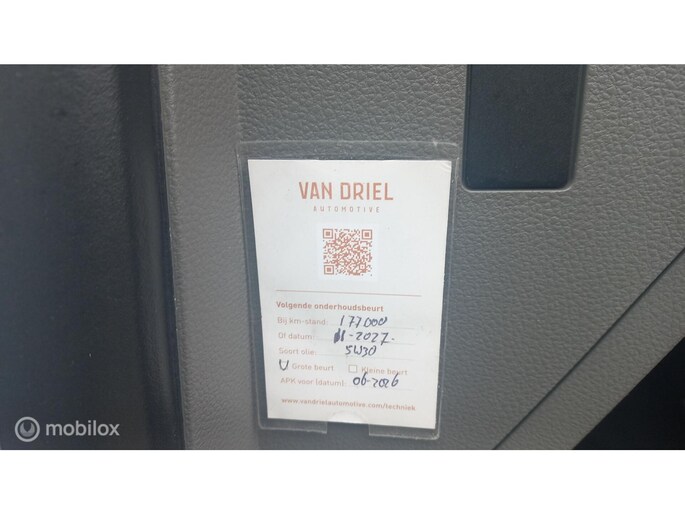 VAN DRIEL
AUTOMOTIVE
Volgende onderhoudsbeurt
Bij km-stand: 177000
Of datum: 11-2027-
Soort olie: 5W30
V Grote beurt Kleine beurt
APK voor (datum): 06-2026
www.vandrielautomotive.com/techniek
mobilox